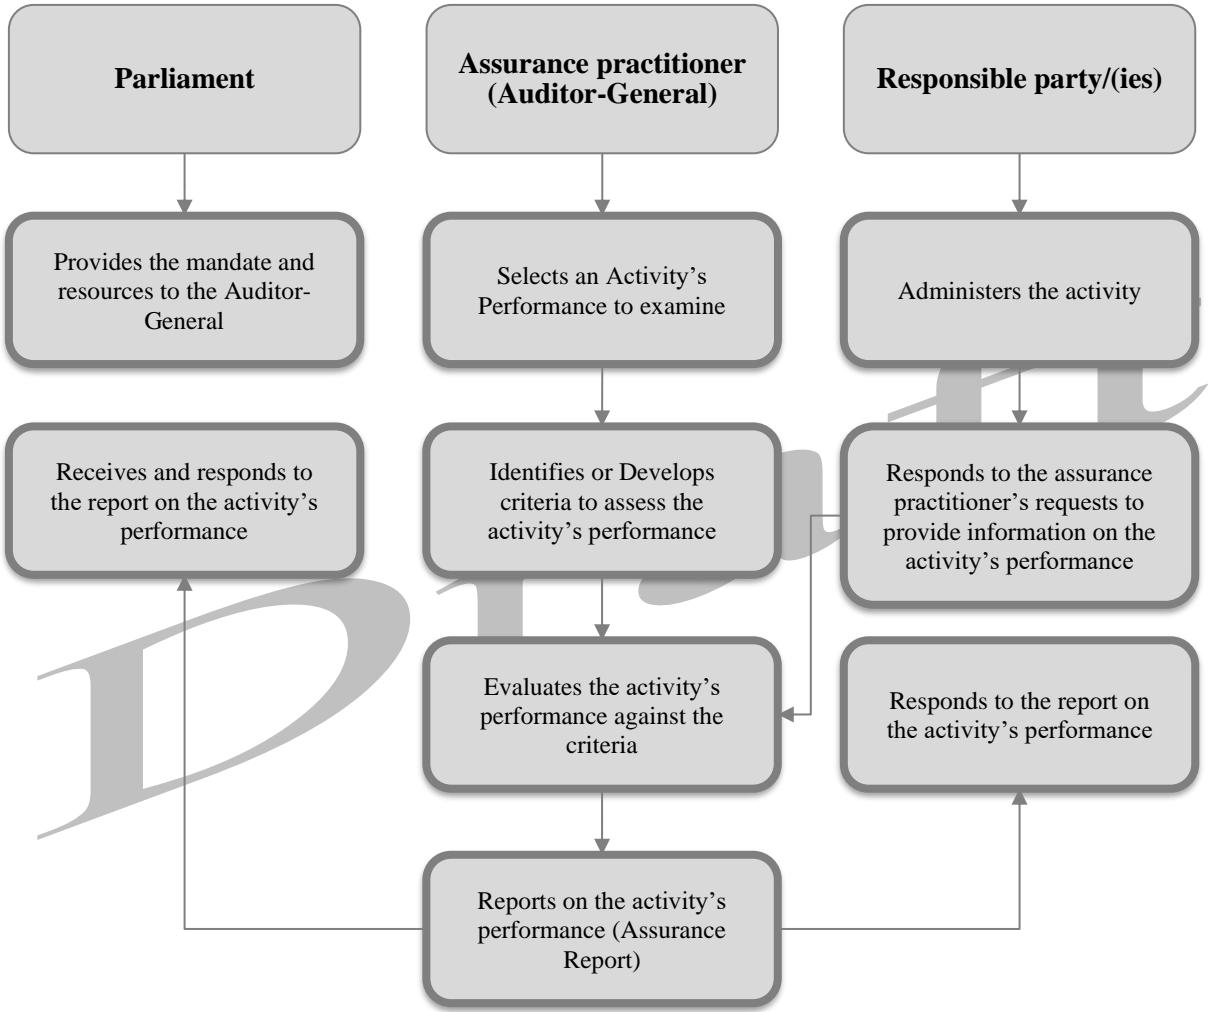 Parliament
Assurance practitioner
(Auditor-General)
Responsible party/(ies)
Provides the mandate and
resources to the Auditor-
General
Selects an Activity’s
Performance to examine
Administers the activity
Receives and responds to
the report on the activity’s
performance
Identifies or Develops
criteria to assess the
activity’s performance
Responds to the assurance
practitioner’s requests to
provide information on the
activity’s performance
Evaluates the activity’s
performance against the
criteria
Responds to the report on
the activity’s performance
Reports on the activity’s
performance (Assurance
Report)
Draft